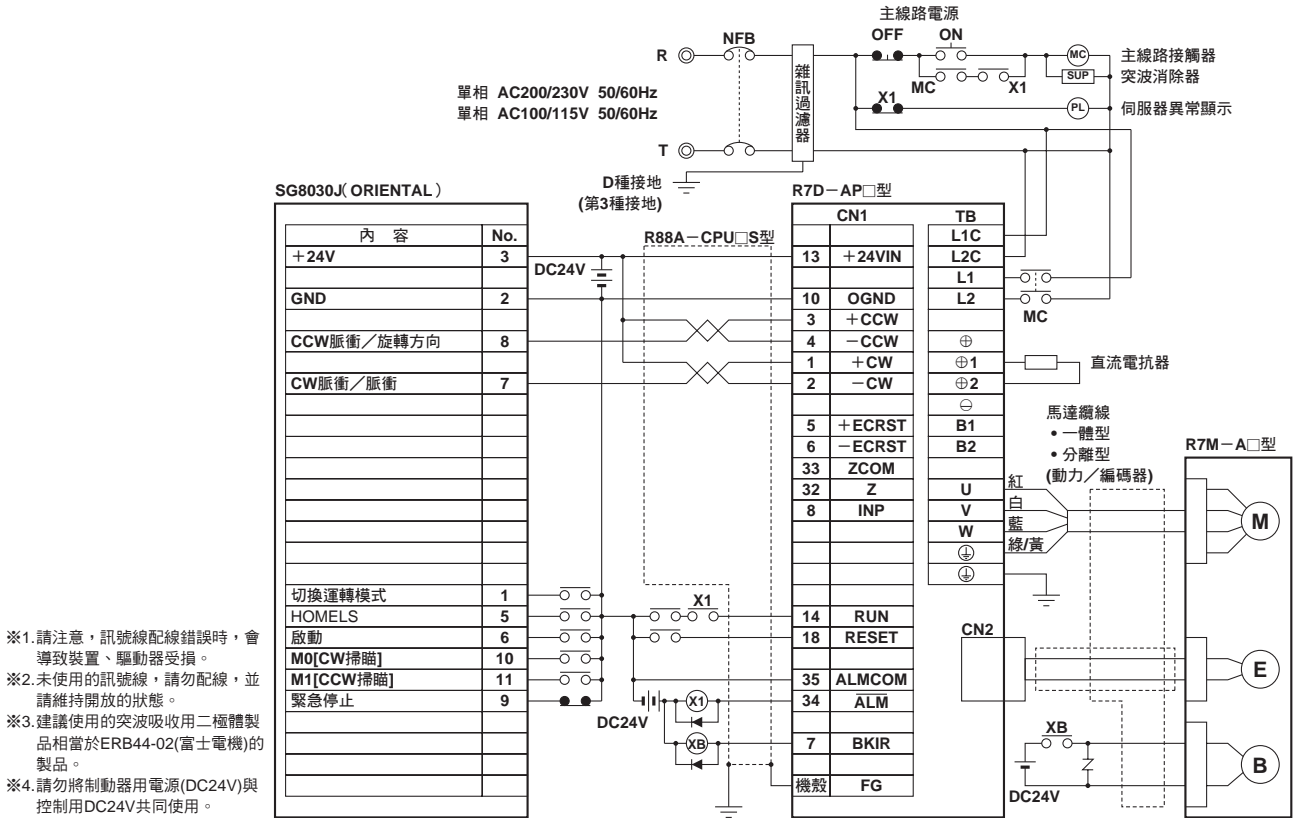 主線路電源
OFF ON
NFB
R
MC
主線路接觸器
SUP
突波消除器
MC X1
單相 AC200/230V 50/60Hz
單相 AC100/115V 50/60Hz
雜訊過濾器
X1
PL
伺服器異常顯示
T
D種接地
(第3種接地)
SG8030J(ORIENTAL)
內 容 No.
+24V 3
GND 2
CCW脈衝/旋轉方向 8
CW脈衝/脈衝 7
切換運轉模式 1
HOMELS 5
啟動 6
M0[CW掃瞄] 10
M1[CCW掃瞄] 11
緊急停止 9
DC24V
R88A-CPU□S型
X1
X1
DC24V
XB
R7D-AP□型
CN1 TB
L1C
13 +24VIN L2C
L1
10 OGND L2
3 +CCW
4 -CCW ⊕
1 +CW ⊕1
2 -CW ⊕2
⊖
5 +ECRST B1
6 -ECRST B2
33 ZCOM
32 Z U
8 INP V
W
14 RUN
18 RESET
35 ALMCOM
34 ALM
7 BKIR
機殼 FG
CN2
MC
直流電抗器
馬達纜線
• 一體型
• 分離型
(動力/編碼器)
紅
白
藍
綠/黃
R7M-A□型
M
E
XB
B
DC24V
※1.請注意,訊號線配線錯誤時,會
導致裝置、驅動器受損。
※2.未使用的訊號線,請勿配線,並
請維持開放的狀態。
※3.建議使用的突波吸收用二極體製
品相當於ERB44-02(富士電機)的
製品。
※4.請勿將制動器用電源(DC24V)與
控制用DC24V共同使用。